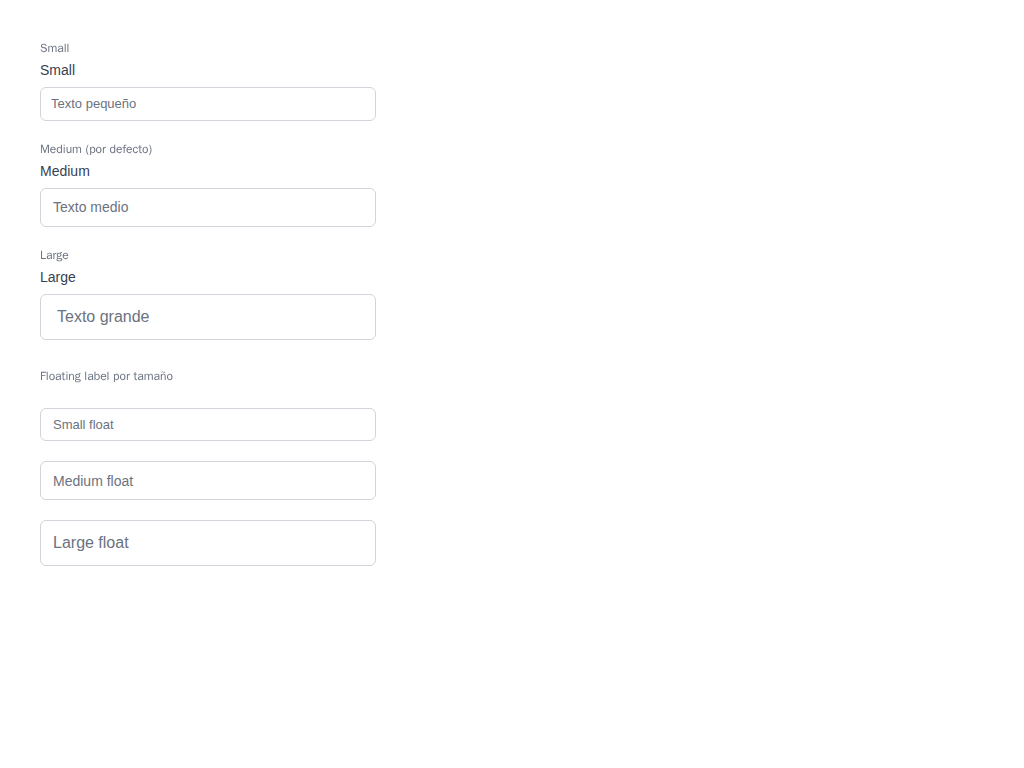 Small
Small
Texto pequeño
Medium (por defecto)
Medium
Texto medio
Large
Large
Texto grande
Floating label por tamaño
Small float
Medium float
Large float